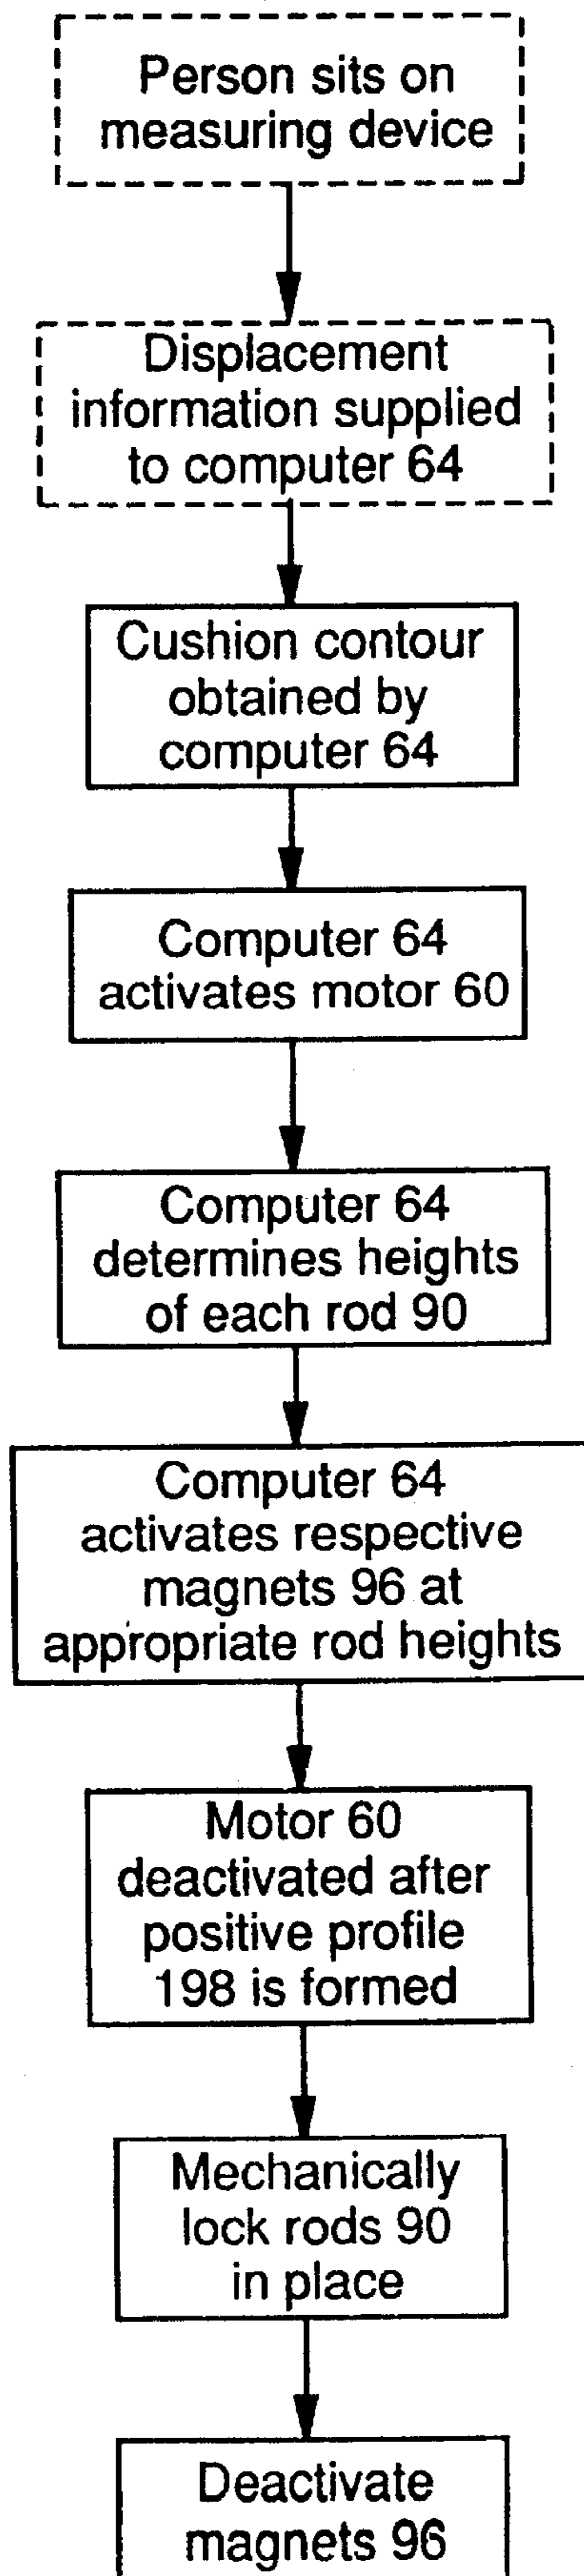 Person sits on
measuring device
Displacement
information supplied
to computer 64
Cushion contour
obtained by
computer 64
Computer 64
activates motor 60
Computer 64
determines heights
of each rod 90
Computer 64
activates respective
magnets 96 at
appropriate rod heights
Motor 60
deactivated after
positive profile
198 is formed
Mechanically
lock rods 90
in place
Deactivate
magnets 96